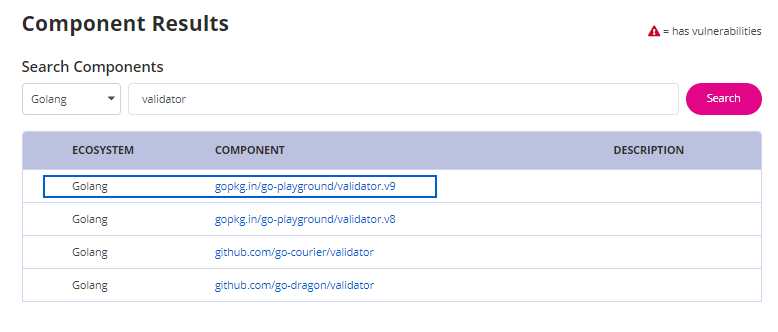 Component Results
= has vulnerabilities
Search Components
Golang validator Search
ECOSYSTEM COMPONENT DESCRIPTION
Golang gopkg.in/go-playground/validator.v9
Golang gopkg.in/go-playground/validator.v8
Golang github.com/go-courier/validator
Golang github.com/go-dragon/validator